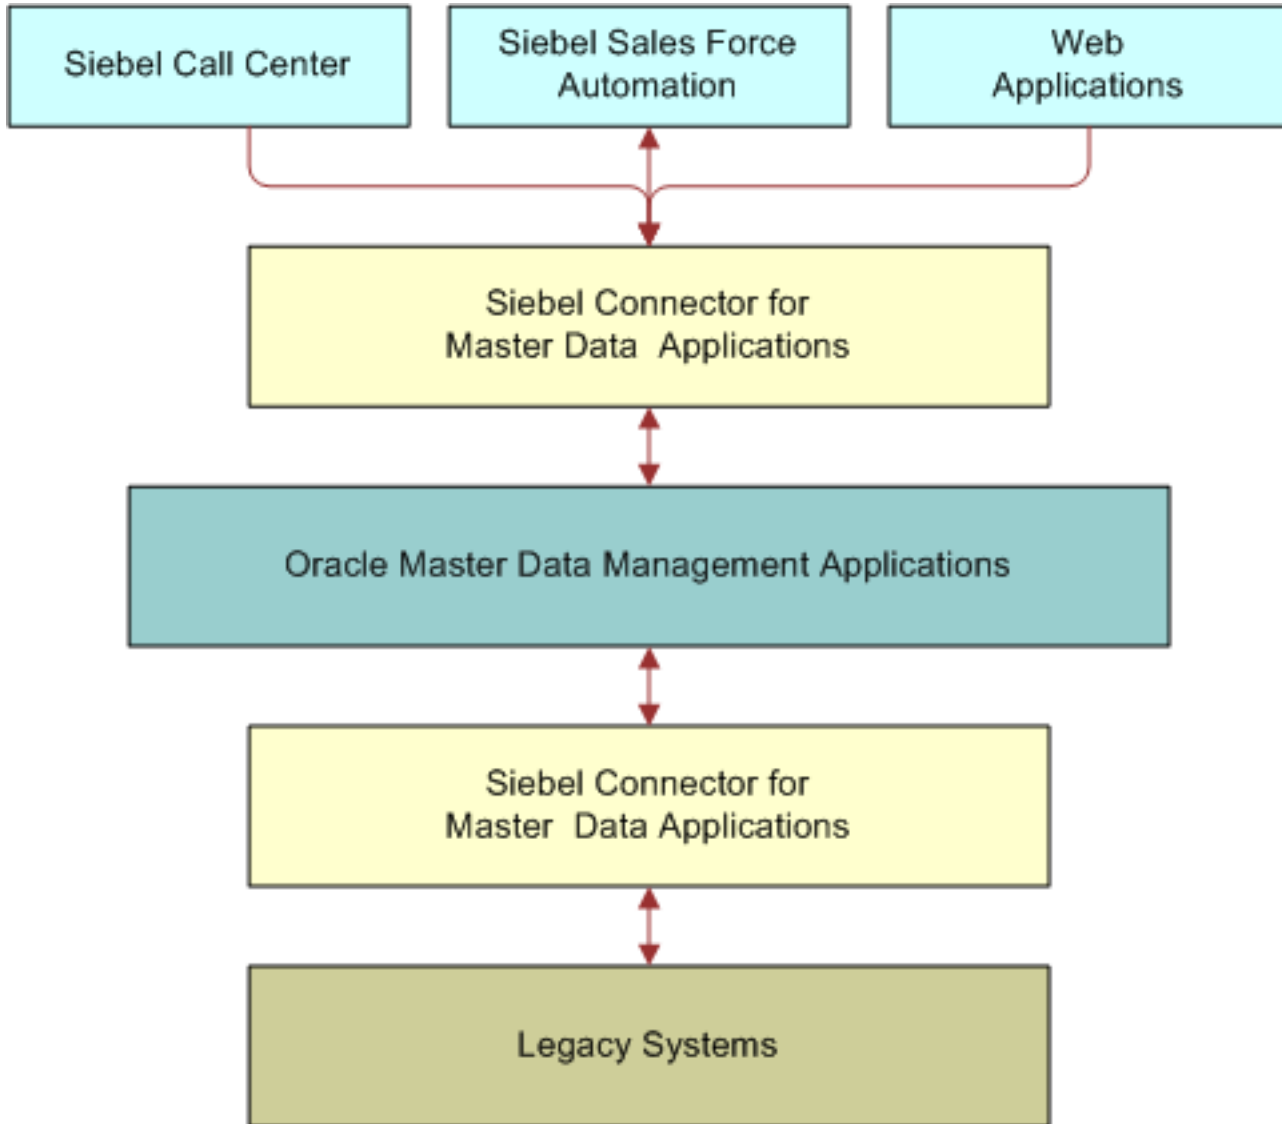 Siebel Call Center
Siebel Sales Force
Automation
Web
Applications
Siebel Connector for
Master Data  Applications
Oracle Master Data Management Applications
Siebel Connector for
Master  Data Applications
Legacy Systems